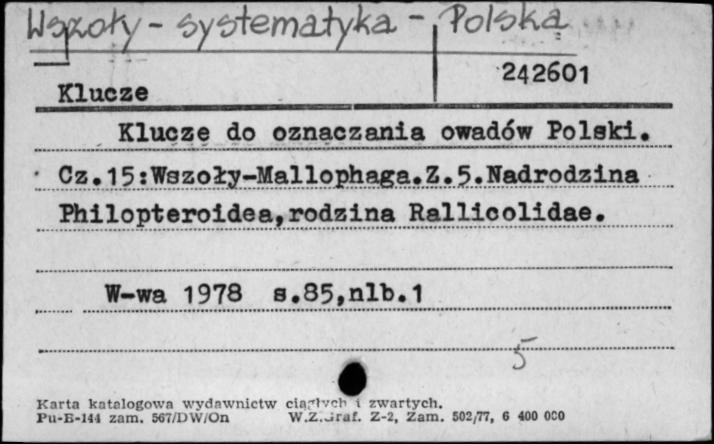 Wszoły - systematyka - Polska
242601
Klucze
Klucze do oznaczania owadów Polski.
Cz.15:Wszoły-Mallophaga.Z.5.Nadrodzina
Philopteroidea,rodzina Rallicolidae.
W-wa 1978 s.85,nlb.1
5
Karta katalogowa wydawnictw ciągłych i zwartych.
Pu-E-144 zam. 567/DW/On W.Z.Graf. Z-2, Zam. 502/77, 6 400 000